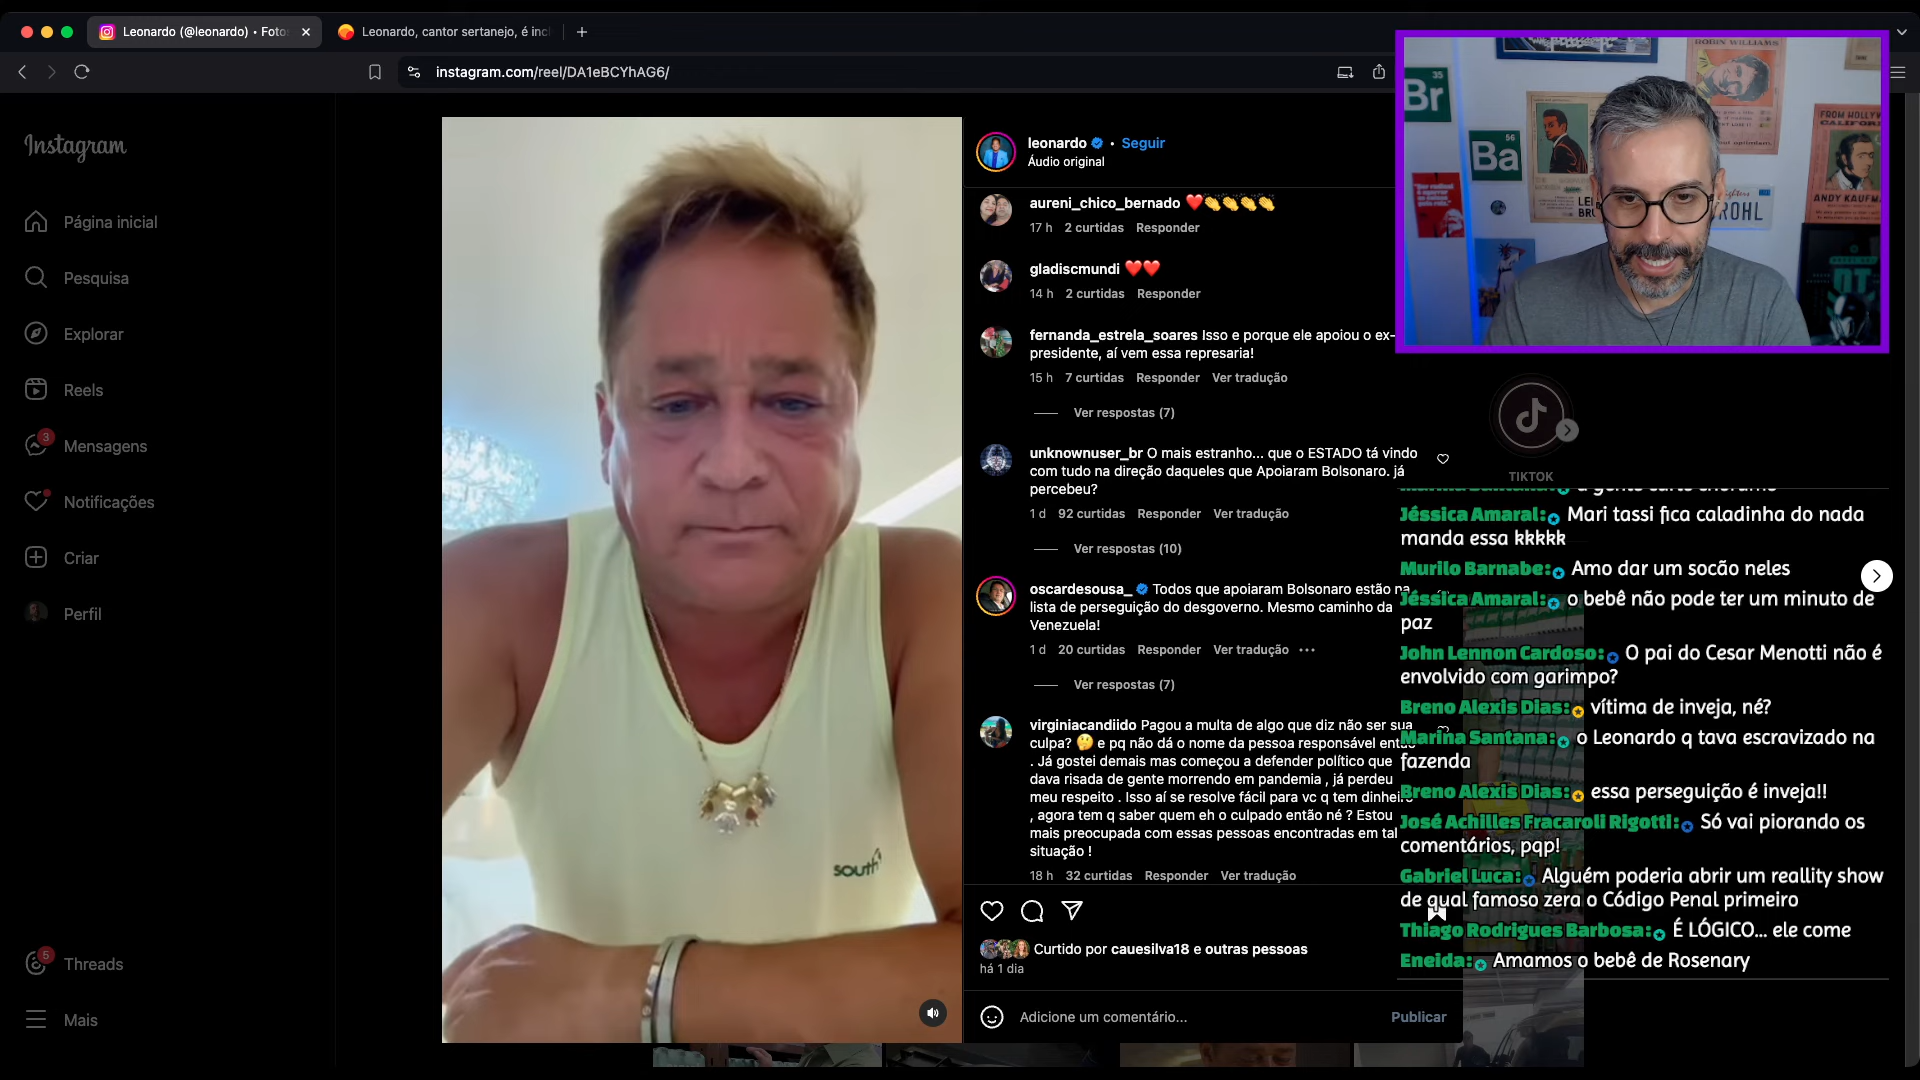 Leonardo (@leonardo) • Foto
Leonardo, cantor sertanejo, é inc
instagram.com/reel/DA1eBCYhAG6/
Instagram
Página inicial
Pesquisa
Explorar
Reels
3
Mensagens
Notificações
Criar
Perfil
5
Threads
Mais
south
leonardo • Seguir
Áudio original
aureni_chico_bernado ❤️👏👏👏👏
17 h 2 curtidas Responder
gladiscmundi ❤️❤️
14 h 2 curtidas Responder
fernanda_estrela_soares Isso e porque ele apoiou o ex-
presidente, aí vem essa represaria!
15 h 7 curtidas Responder Ver tradução
Ver respostas (7)
unknownuser_br O mais estranho... que o ESTADO tá vindo
com tudo na direção daqueles que Apoiaram Bolsonaro. já
percebeu?
1 d 92 curtidas Responder Ver tradução
Ver respostas (10)
oscardesousa_ Todos que apoiaram Bolsonaro estão na
lista de perseguição do desgoverno. Mesmo caminho da
Venezuela!
1 d 20 curtidas Responder Ver tradução •••
Ver respostas (7)
virginiacandiido Pagou a multa de algo que diz não ser sua
culpa? 🤔 e pq não dá o nome da pessoa responsável então
. Já gostei demais mas começou a defender político que
dava risada de gente morrendo em pandemia , já perdeu
meu respeito . Isso aí se resolve fácil para vc q tem dinheiro
, agora tem q saber quem eh o culpado então né ? Estou
mais preocupada com essas pessoas encontradas em tal
situação !
18 h 32 curtidas Responder Ver tradução
Curtido por cauesilva18 e outras pessoas
há 1 dia
Adicione um comentário...
Publicar
35
Br
56
Ba
ROBIN WILLIAMS
FROM HOLLYWOOD
CALIFOR
ANDY KAUFMA
TIKTOK
Jéssica Amaral: Mari tassi fica caladinha do nada
manda essa kkkkk
Murilo Barnabe: Amo dar um socão neles
Jéssica Amaral: o bebê não pode ter um minuto de
paz
John Lennon Cardoso: O pai do Cesar Menotti não é
envolvido com garimpo?
Breno Alexis Dias: vítima de inveja, né?
Marina Santana: o Leonardo q tava escravizado na
fazenda
Breno Alexis Dias: essa perseguição é inveja!!
José Achilles Fracaroli Rigotti: Só vai piorando os
comentários, pqp!
Gabriel Luca: Alguém poderia abrir um reallity show
de qual famoso zera o Código Penal primeiro
Thiago Rodrigues Barbosa: É LÓGICO... ele come
Eneida: Amamos o bebê de Rosenary